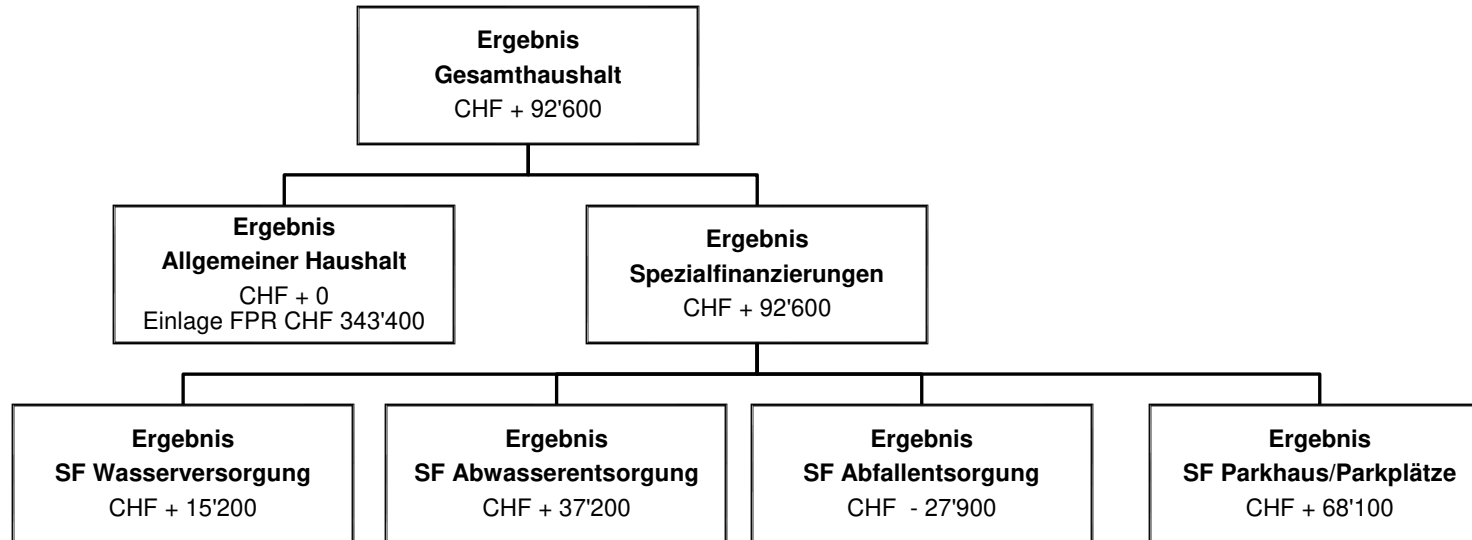 Ergebnis
Gesamthaushalt
CHF + 92'600
Ergebnis
Allgemeiner Haushalt
CHF + 0
Einlage FPR CHF 343'400
Ergebnis
Spezialfinanzierungen
CHF + 92'600
Ergebnis
SF Wasserversorgung
CHF + 15'200
Ergebnis
SF Abwasserentsorgung
CHF + 37'200
Ergebnis
SF Abfallentsorgung
CHF  - 27'900
Ergebnis
SF Parkhaus/Parkplätze
CHF + 68'100